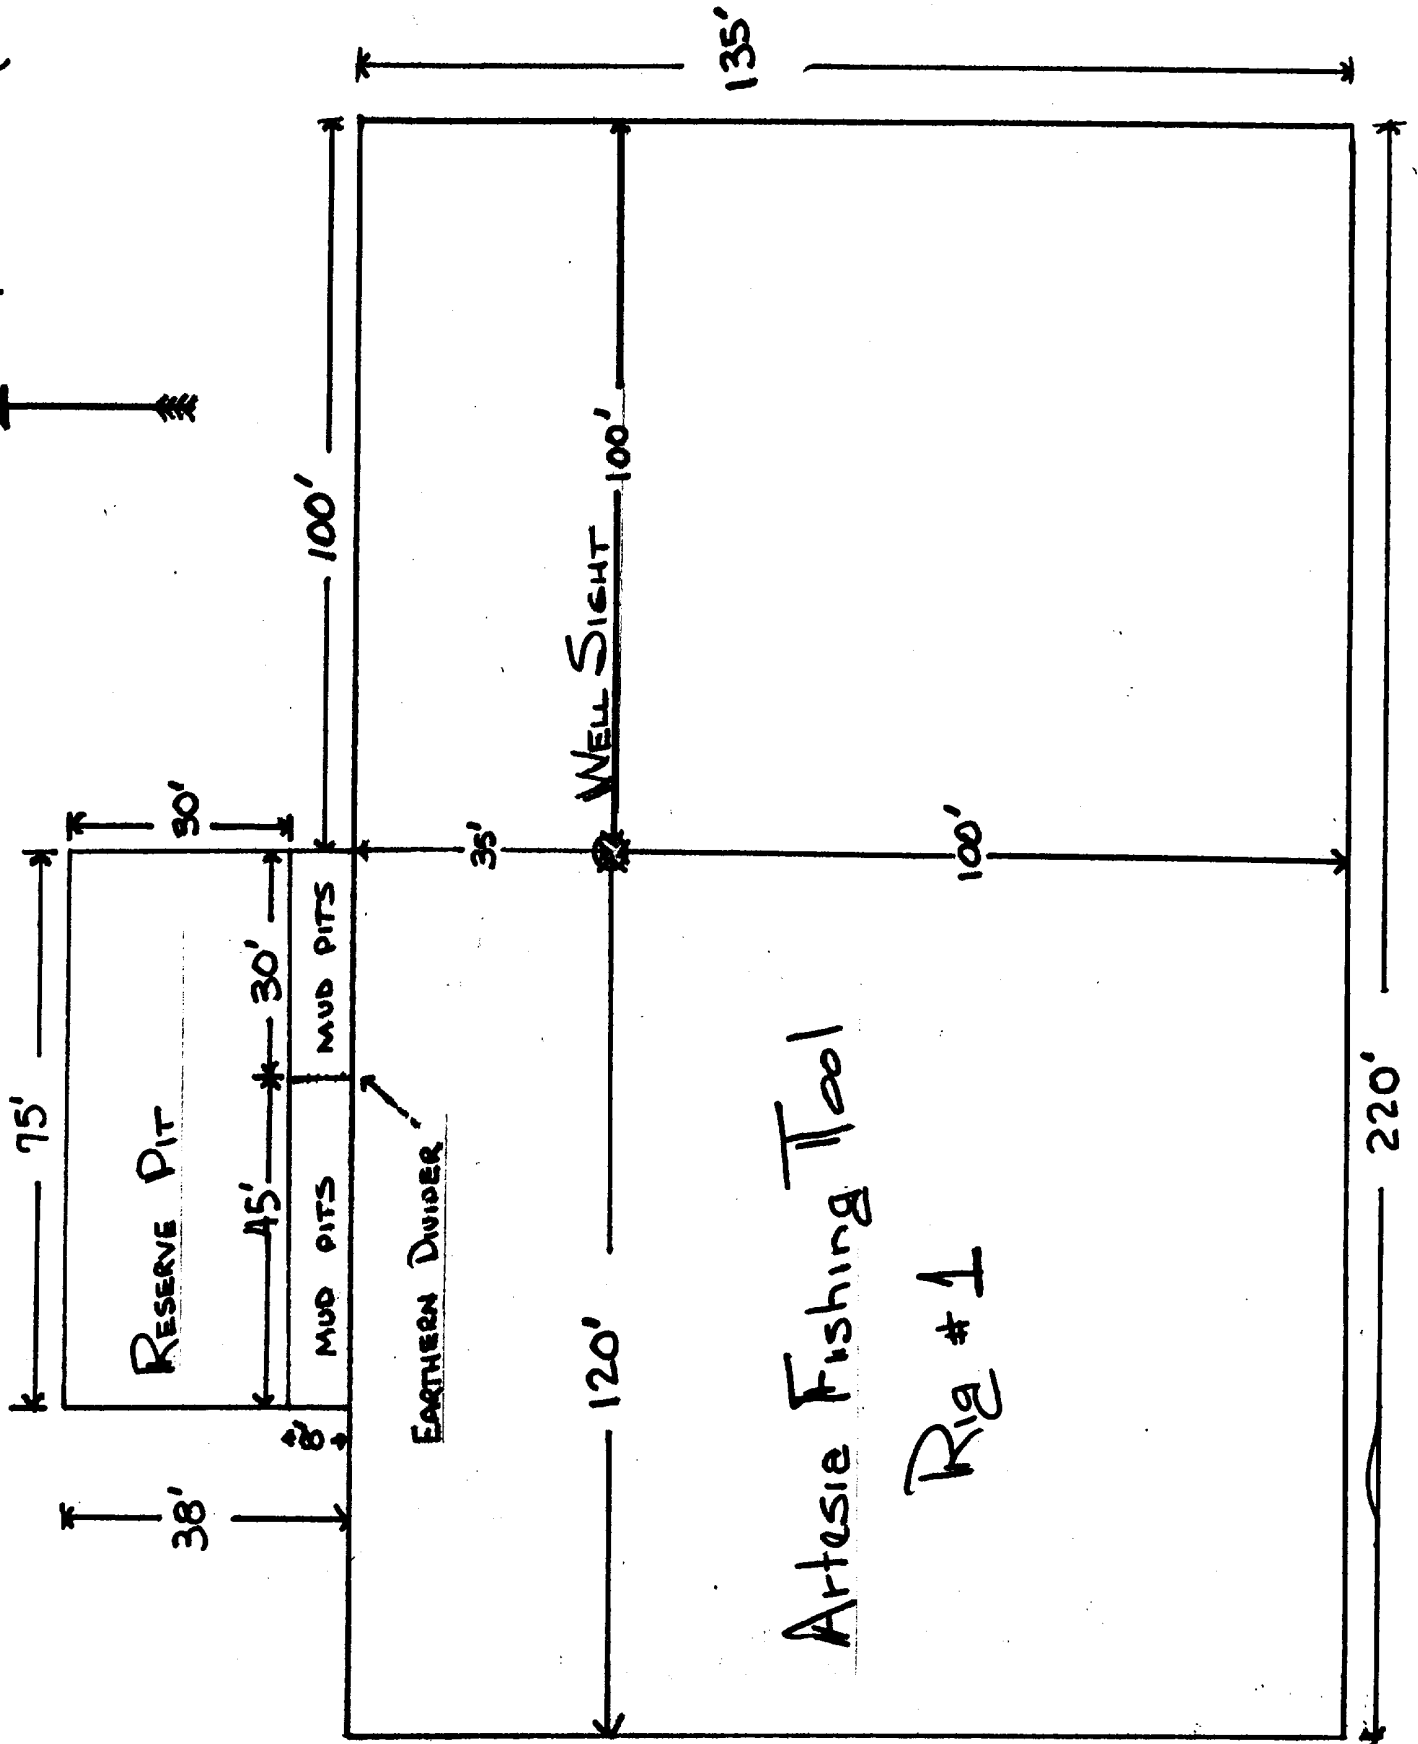 75'
30'
RESERVE PIT
38'
45'
30'
100'
8'
MUD PITS
MUD PITS
EARTHERN DIVIDER
35'
WELL SIGHT
100'
120'
135'
Artesia Fishing Tool
Rig #1
100'
220'